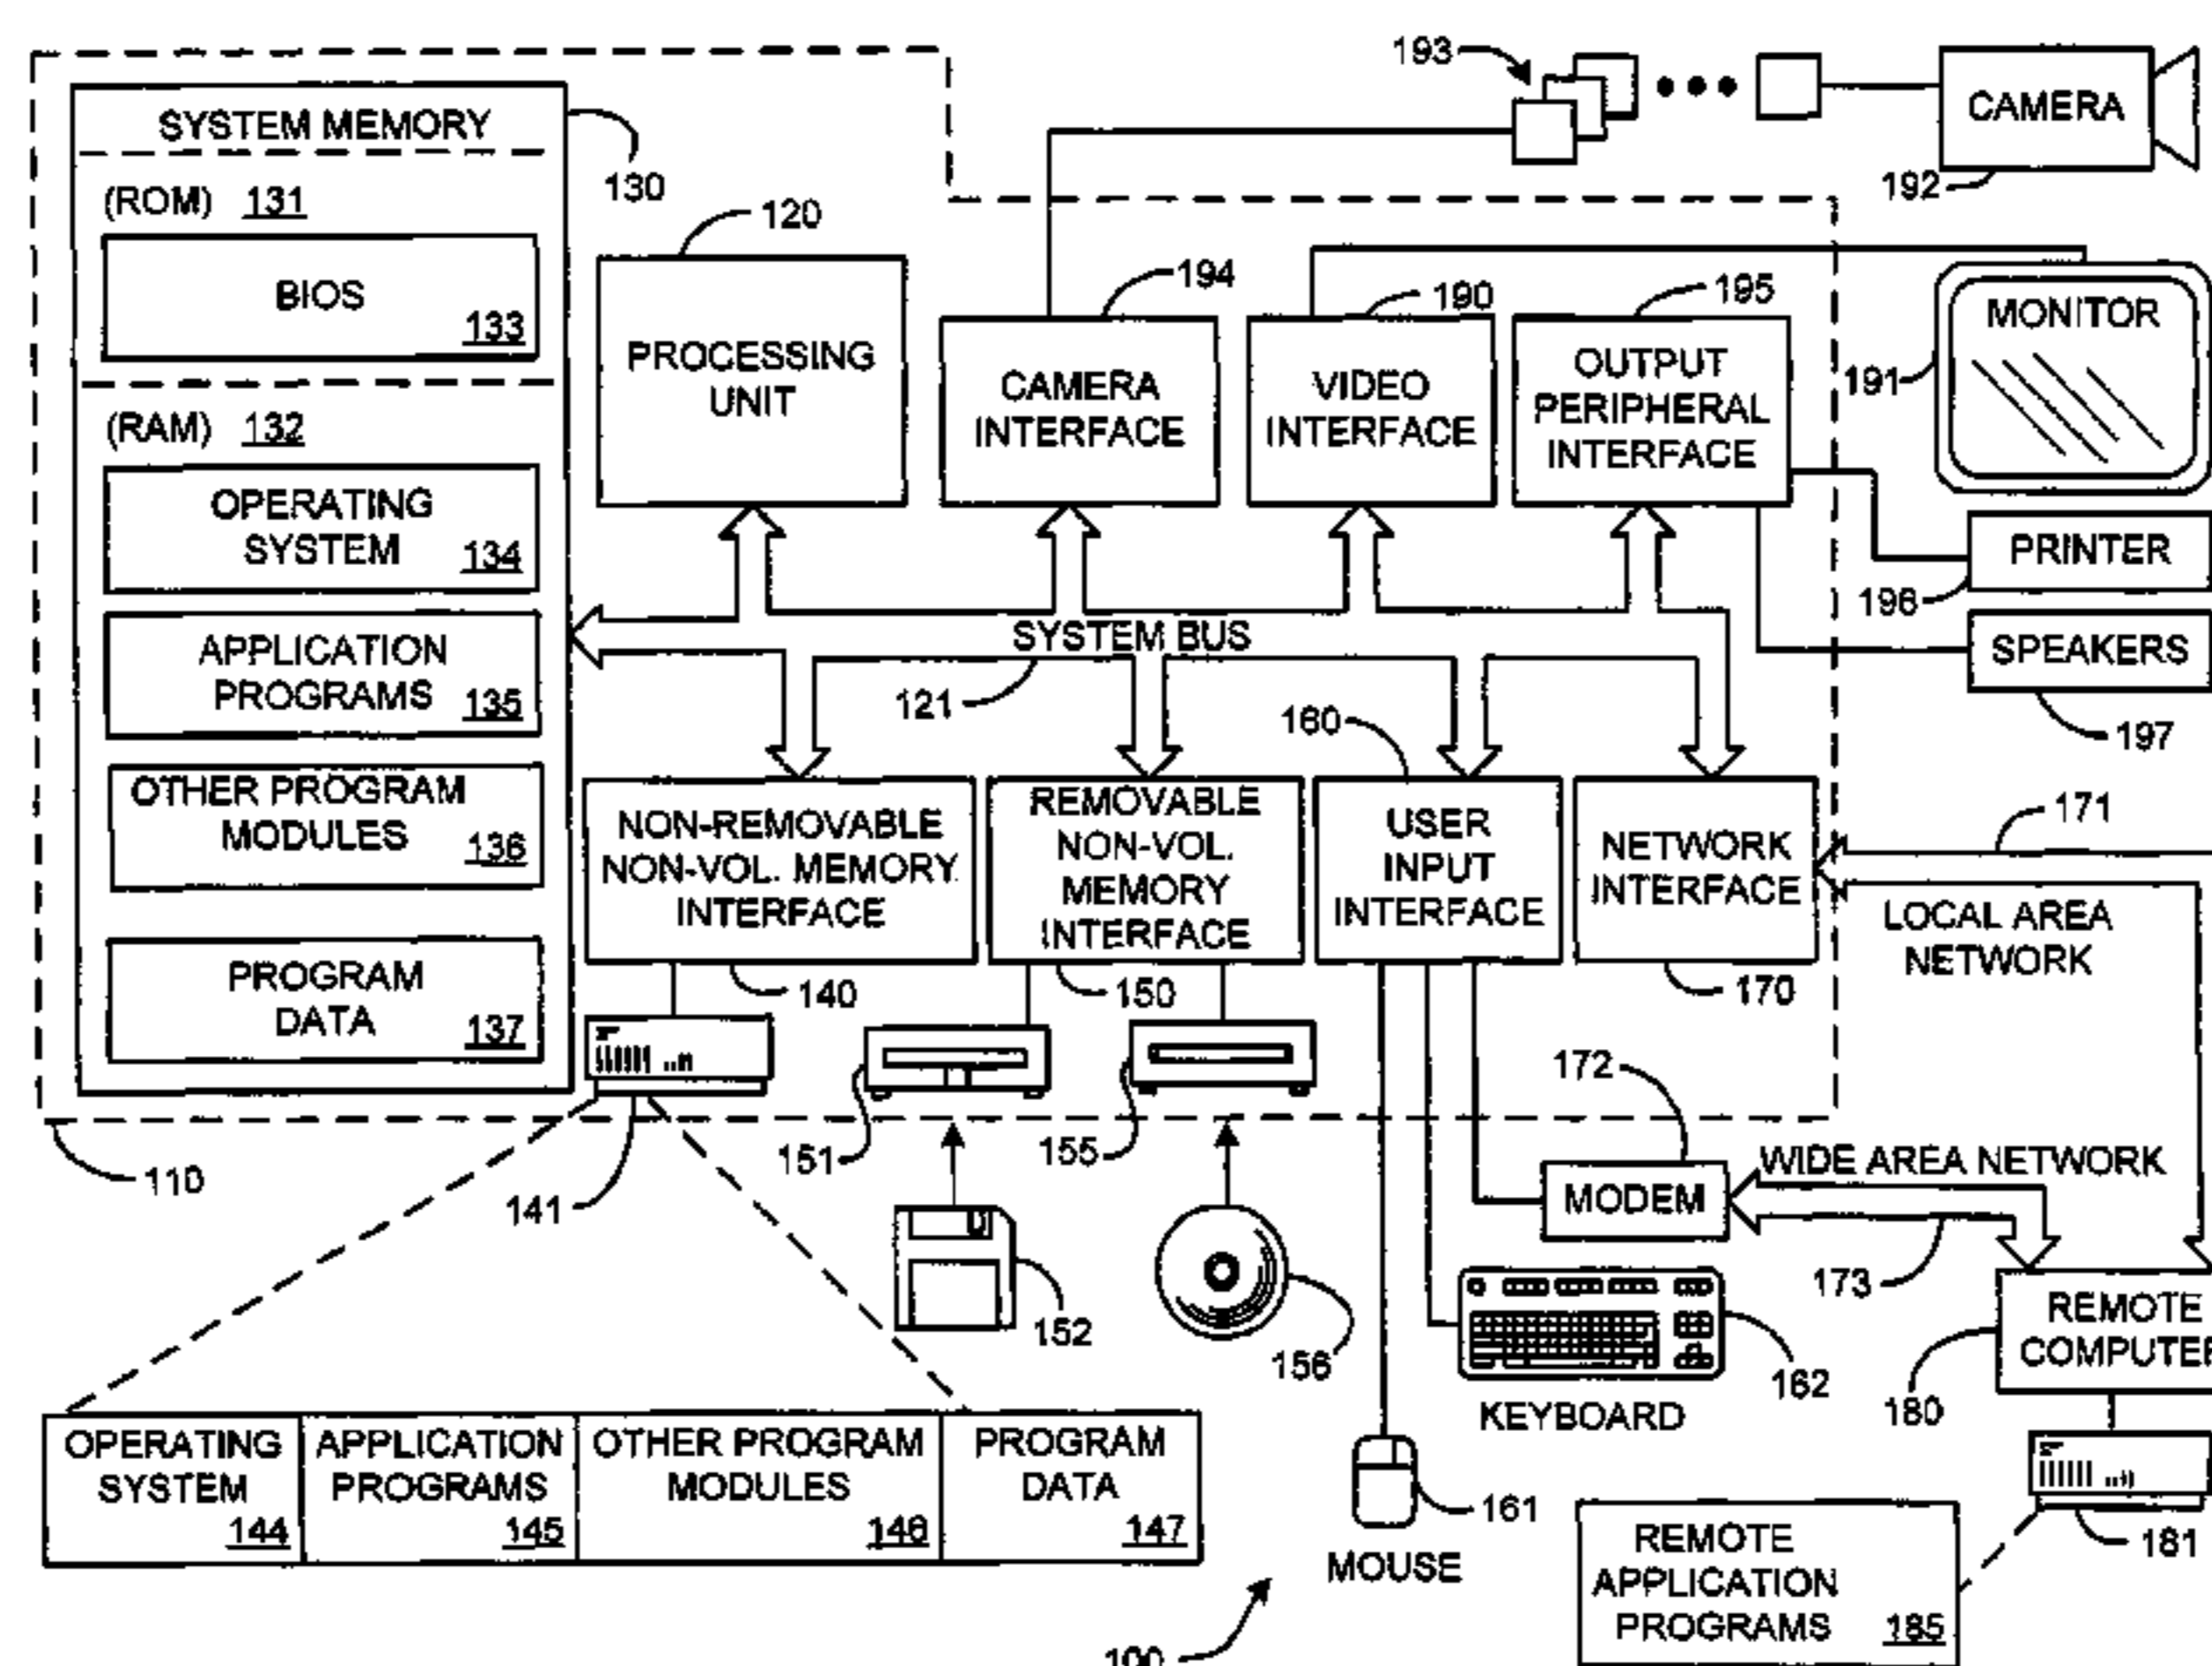 193
CAMERA
192
SYSTEM MEMORY
130
(ROM) 131
BIOS
133
120
PROCESSING
UNIT
194
CAMERA
INTERFACE
190
VIDEO
INTERFACE
195
OUTPUT
PERIPHERAL
INTERFACE
MONITOR
191
(RAM) 132
OPERATING
SYSTEM
134
PRINTER
196
APPLICATION
PROGRAMS
135
SYSTEM BUS
121
SPEAKERS
197
OTHER PROGRAM
MODULES
136
NON-REMOVABLE
NON-VOL. MEMORY
INTERFACE
140
REMOVABLE
NON-VOL.
MEMORY
INTERFACE
150
160
USER
INPUT
INTERFACE
NETWORK
INTERFACE
170
171
LOCAL AREA
NETWORK
PROGRAM
DATA
137
110
141
151
155
172
MODEM
WIDE AREA NETWORK
173
152
156
162
KEYBOARD
REMOTE
COMPUTER
180
OPERATING
SYSTEM
144
APPLICATION
PROGRAMS
145
OTHER PROGRAM
MODULES
146
PROGRAM
DATA
147
161
MOUSE
181
REMOTE
APPLICATION
PROGRAMS
185
100